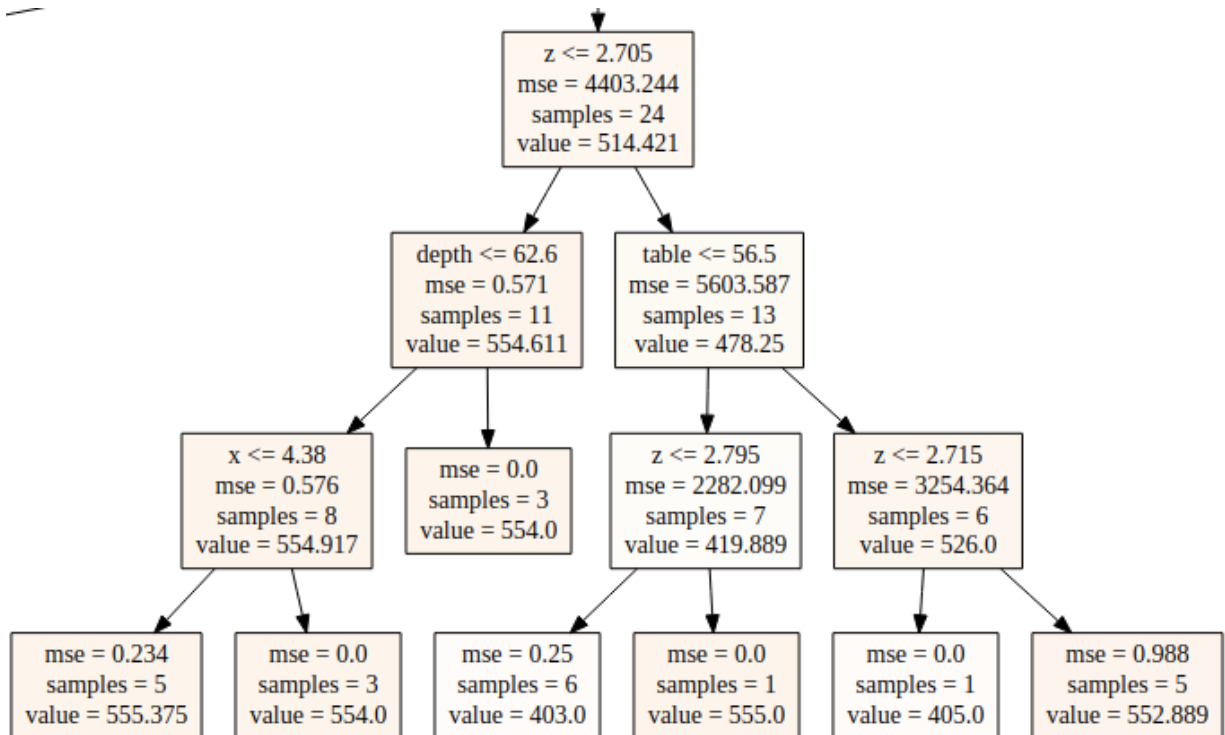 z <= 2.705
mse = 4403.244
samples = 24
value = 514.421
depth <= 62.6
mse = 0.571
samples = 11
value = 554.611
table <= 56.5
mse = 5603.587
samples = 13
value = 478.25
x <= 4.38
mse = 0.576
samples = 8
value = 554.917
mse = 0.0
samples = 3
value = 554.0
z <= 2.795
mse = 2282.099
samples = 7
value = 419.889
z <= 2.715
mse = 3254.364
samples = 6
value = 526.0
mse = 0.234
samples = 5
value = 555.375
mse = 0.0
samples = 3
value = 554.0
mse = 0.25
samples = 6
value = 403.0
mse = 0.0
samples = 1
value = 555.0
mse = 0.0
samples = 1
value = 405.0
mse = 0.988
samples = 5
value = 552.889